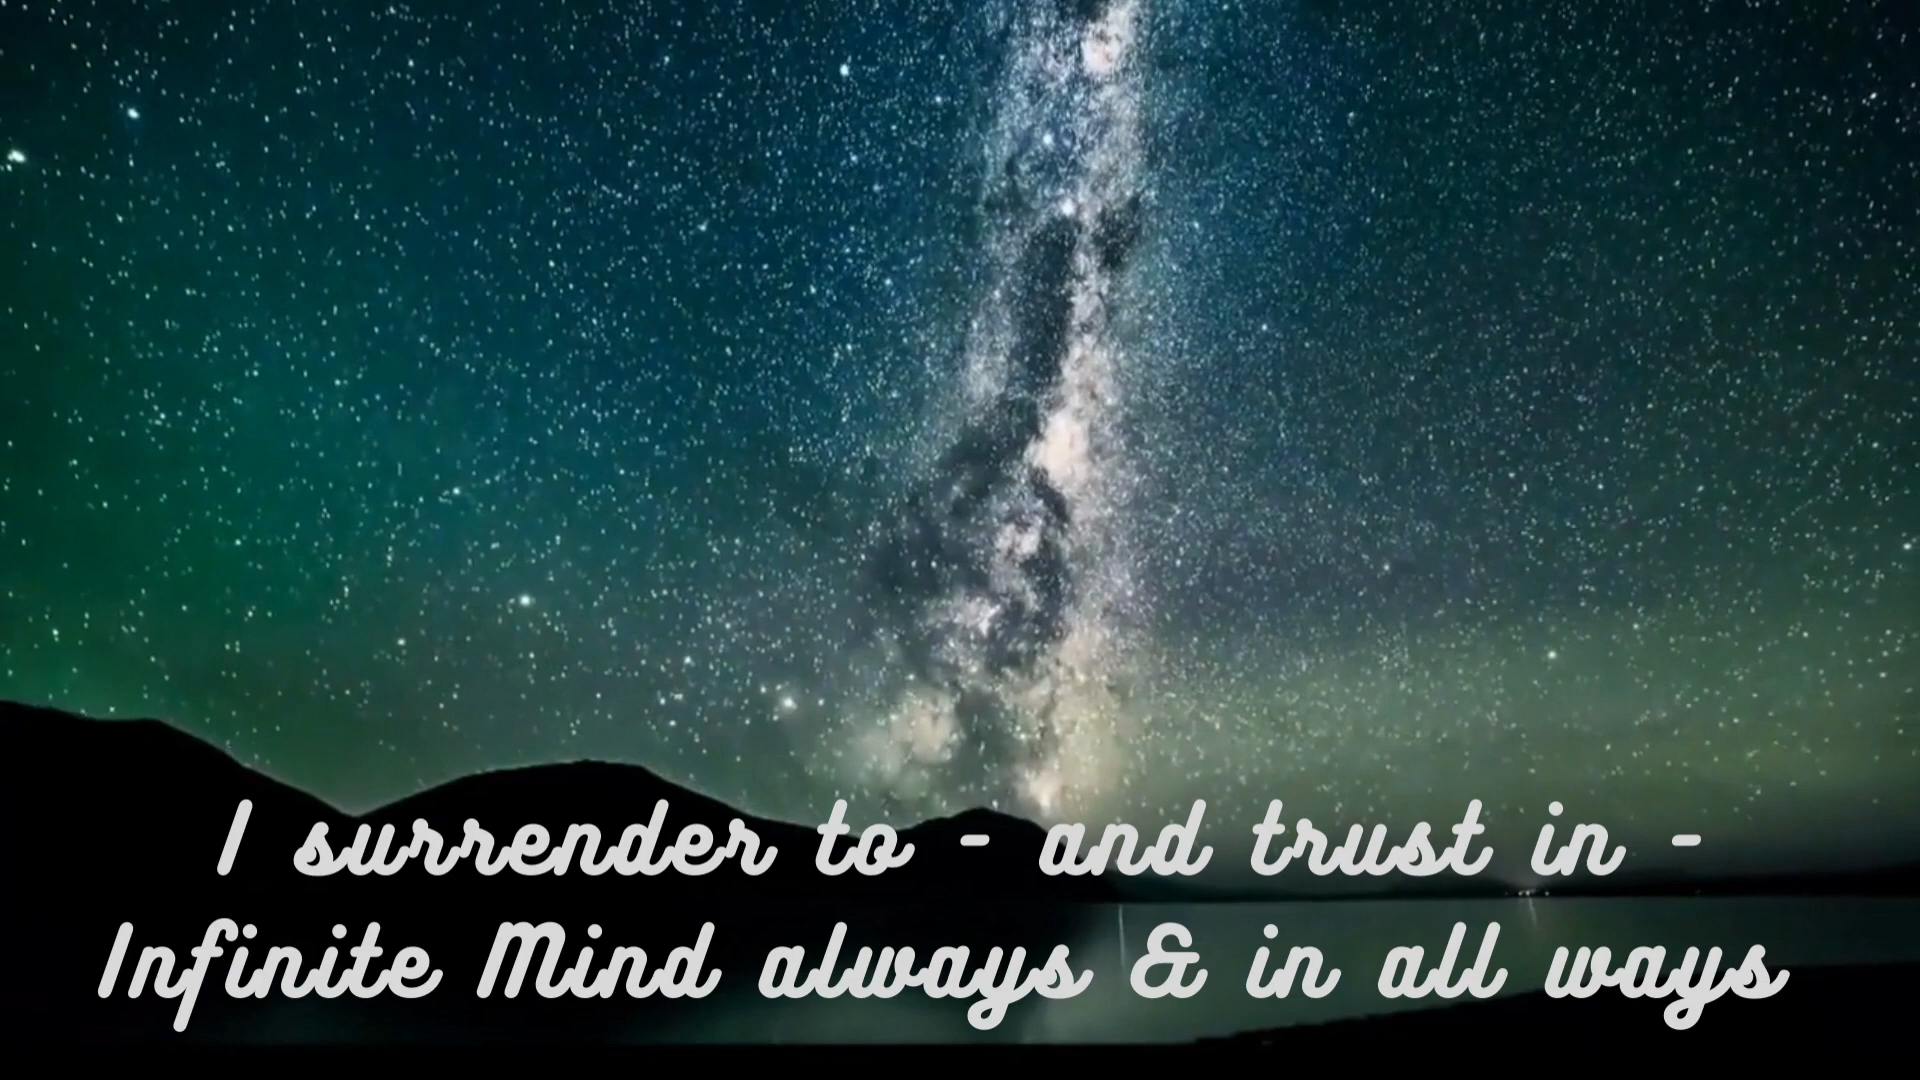 I surrender to - and trust in -
Infinite Mind always & in all ways